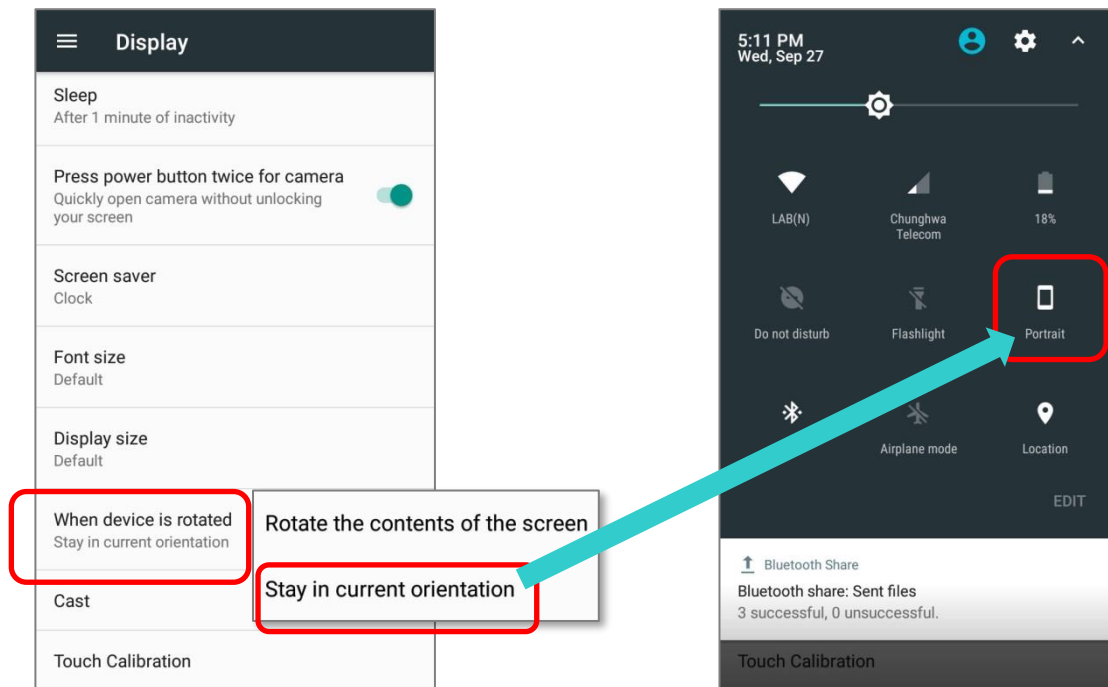 Display
Sleep
After 1 minute of inactivity
Press power button twice for camera
Quickly open camera without unlocking
your screen
Screen saver
Clock
Font size
Default
Display size
Default
When device is rotated
Stay in current orientation
Cast
Touch Calibration
Rotate the contents of the screen
Stay in current orientation
5:11 PM
Wed, Sep 27
LAB(N)
Chunghwa
Telecom
18%
Do not disturb
Flashlight
Portrait
Airplane mode
Location
EDIT
Bluetooth Share
Bluetooth share: Sent files
3 successful, 0 unsuccessful.
Touch Calibration